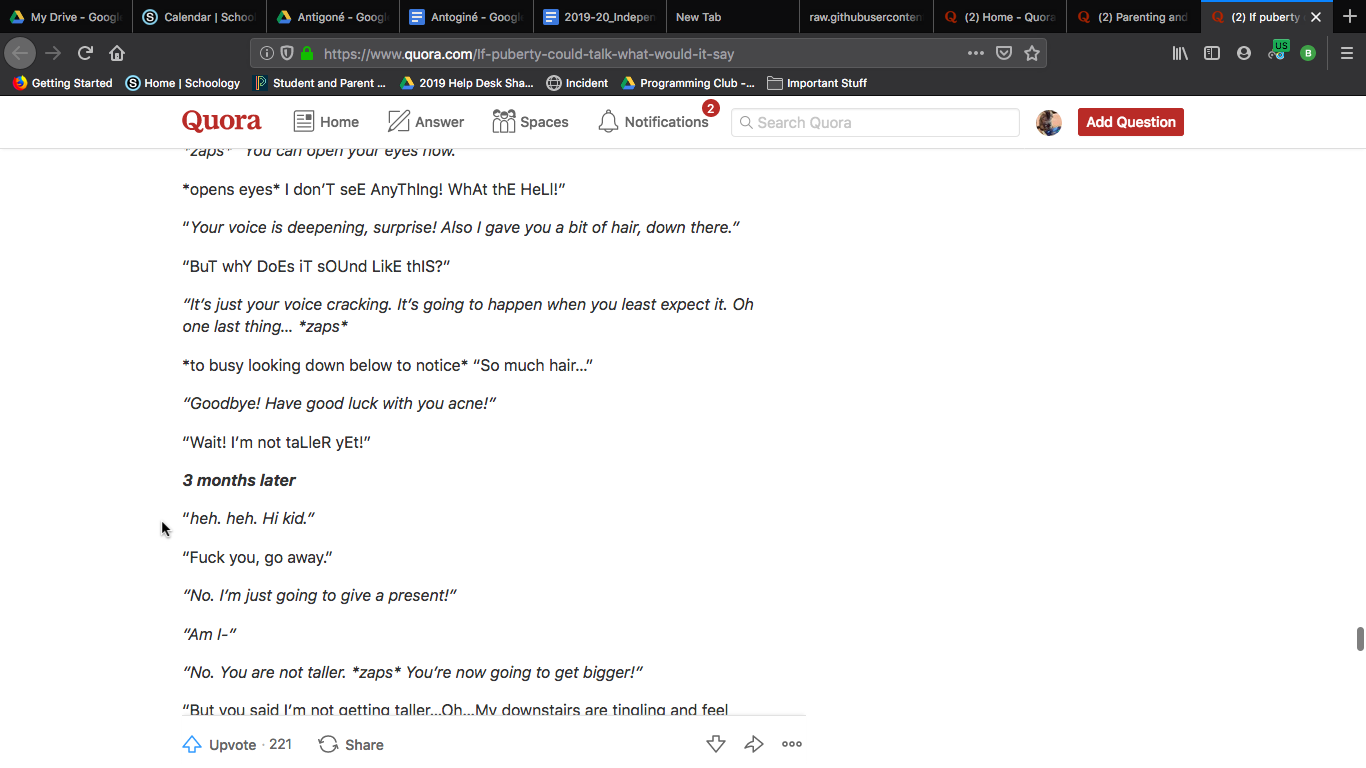 My Drive – Googl
Calendar | Schoo
Antigoné - Googl
Antoginé - Googl
2019-20_Indepen
New Tab
raw.githubuserconten
(2) Home - Quora
(2) Parenting and
(2) If puberty
https://www.quora.com/If-puberty-could-talk-what-would-it-say
US
B
Getting Started
Home | Schoology
Student and Parent ...
2019 Help Desk Sha...
Incident
Programming Club -...
Important Stuff
Quora
Home
Answer
Spaces
Notifications
2
Search Quora
Add Question
*zaps* "You can open your eyes now.
*opens eyes* I don'T seE AnyThIng! WhAt thE HeLl!”
“Your voice is deepening, surprise! Also I gave you a bit of hair, down there.”
“BuT whY DoEs iT sOUnd LikE thIS?”
“It’s just your voice cracking. It’s going to happen when you least expect it. Oh
one last thing… *zaps*
*to busy looking down below to notice* “So much hair…”
“Goodbye! Have good luck with you acne!”
“Wait! I’m not taLleR yEt!”
3 months later
“heh. heh. Hi kid.”
“Fuck you, go away.”
“No. I’m just going to give a present!”
“Am I-”
“No. You are not taller. *zaps* You’re now going to get bigger!”
“But you said I’m not getting taller…Oh…My downstairs are tingling and feel
Upvote · 221
Share